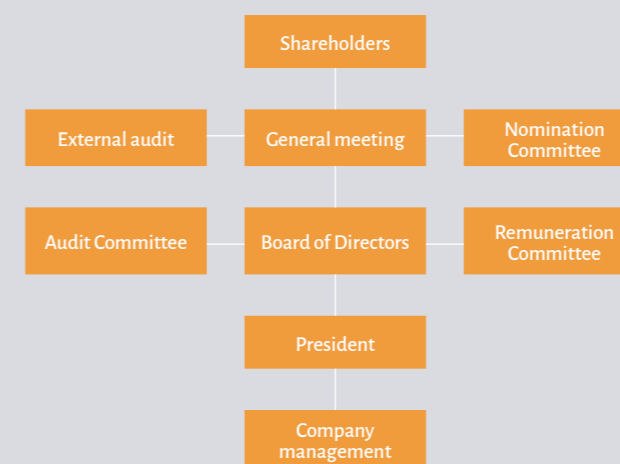 Shareholders
External audit
General meeting
Nomination
Committee
Audit Committee
Board of Directors
Remuneration
Committee
President
Company
management